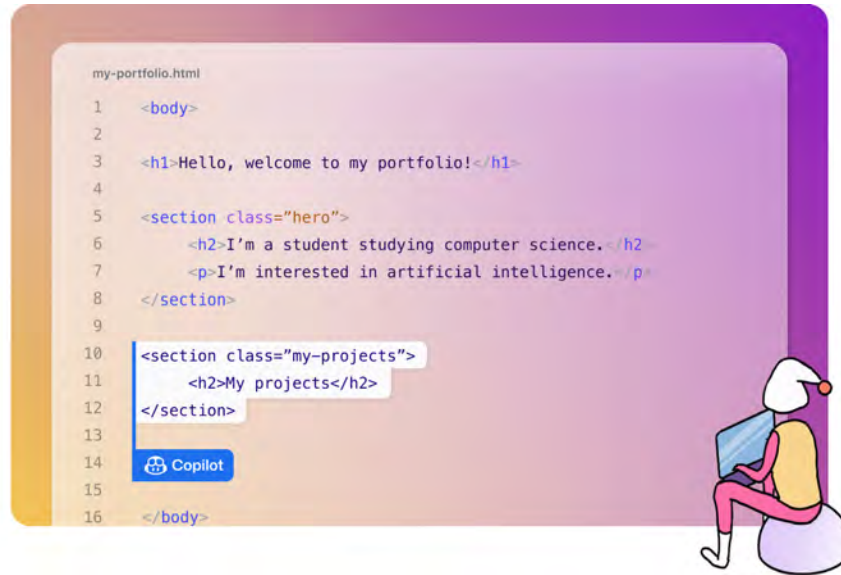 my-portfolio.html
1 <body>
2
3 <h1>Hello, welcome to my portfolio!</h1>
4
5 <section class=”hero”>
6 <h2>I’m a student studying computer science.</h2>
7 <p>I’m interested in artificial intelligence.</p>
8 </section>
9
10 <section class=”my-projects”>
11 <h2>My projects</h2>
12 </section>
13
14 Copilot
15
16 </body>